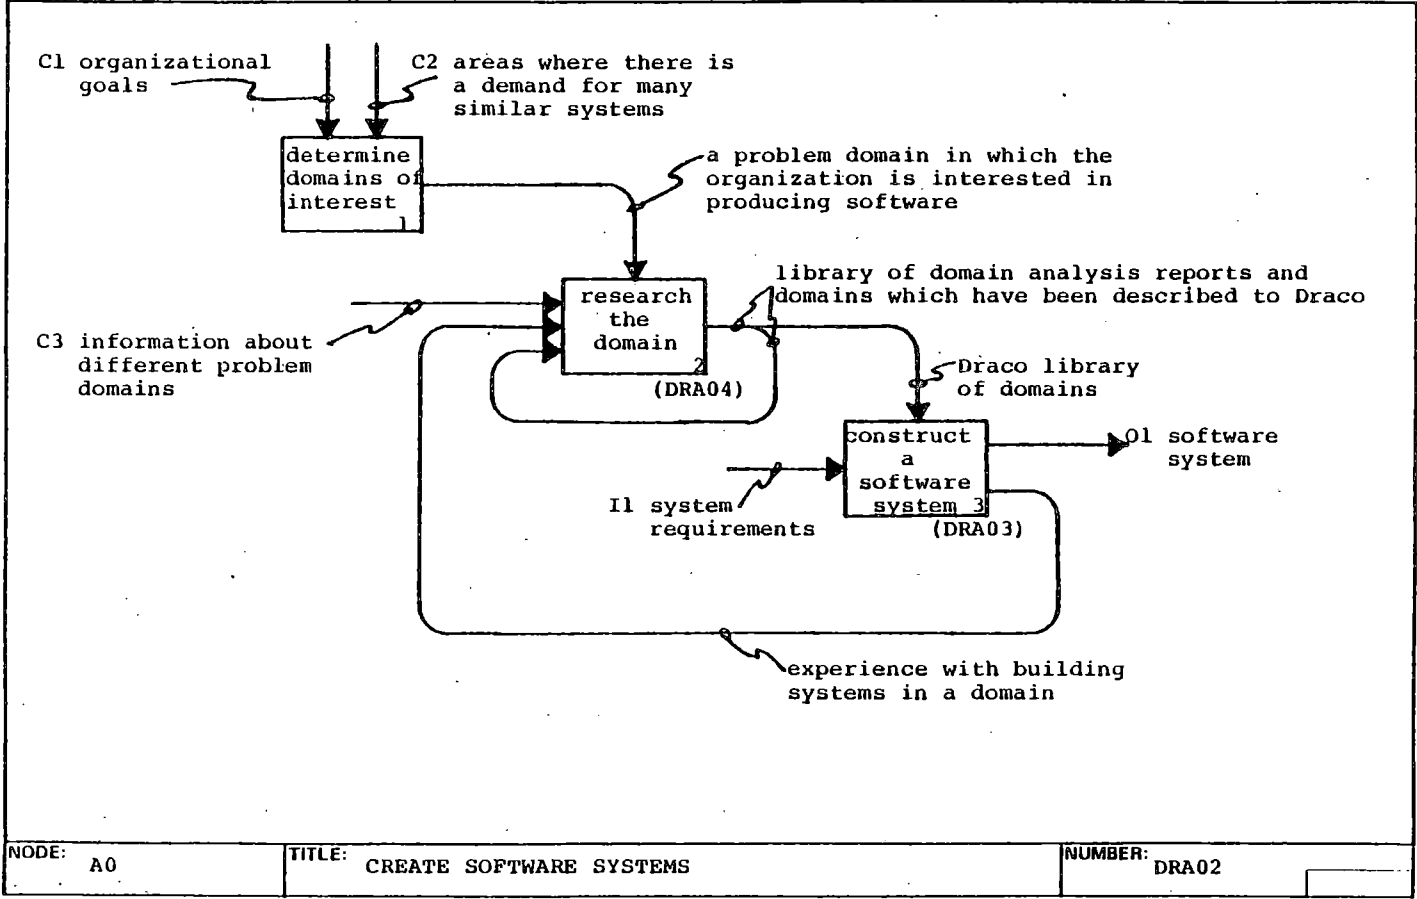 C1 organizational
goals
C2 areas where there is
a demand for many
similar systems
determine
domains of
interest
1
a problem domain in which the
organization is interested in
producing software
library of domain analysis reports and
domains which have been described to Draco
research
the
domain
2
(DRA04)
C3 information about
different problem
domains
Draco library
of domains
construct
a
software
system 3
(DRA03)
O1 software
system
I1 system
requirements
experience with building
systems in a domain
NODE:
A0
TITLE:
CREATE SOFTWARE SYSTEMS
NUMBER:
DRA02